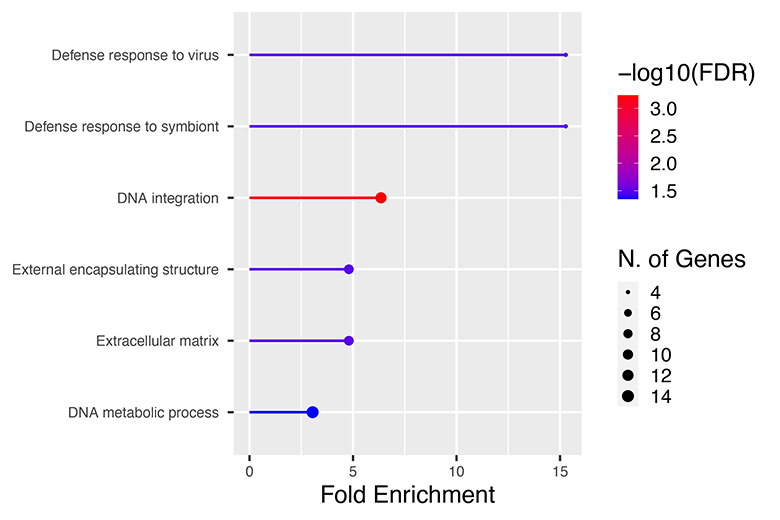 Defense response to virus
Defense response to symbiont
DNA integration
External encapsulating structure
Extracellular matrix
DNA metabolic process
0 5 10 15
Fold Enrichment
−log10(FDR)
3.0
2.5
2.0
1.5
N. of Genes
4
6
8
10
12
14